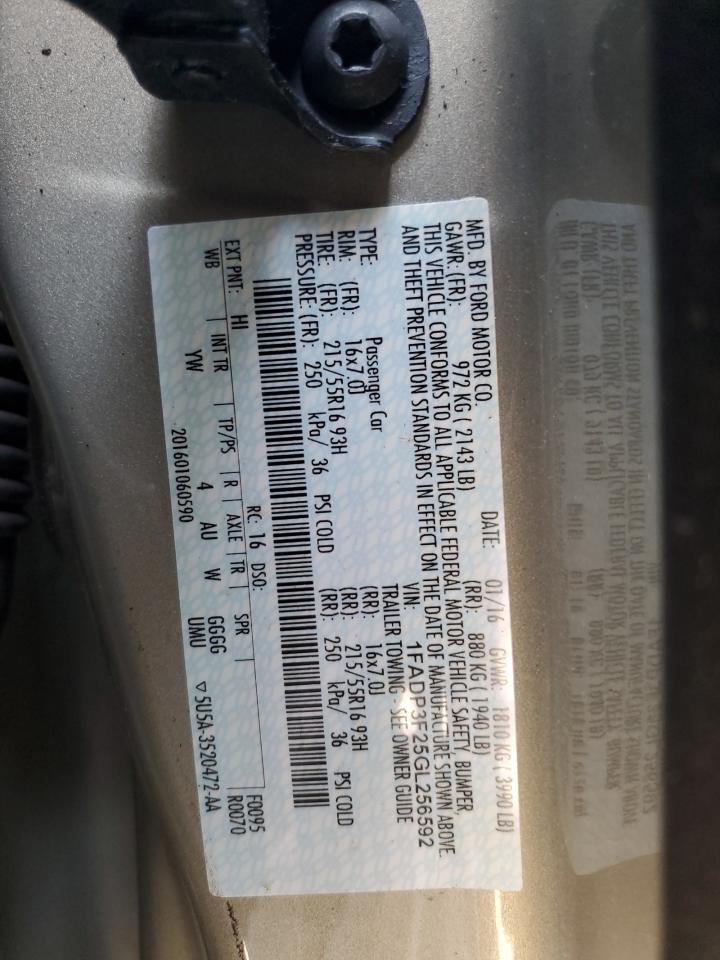 MFD. BY FORD MOTOR CO.
DATE: 01/16 GVWR: 1810 KG ( 3990 LB)
GAWR: (FR): 972 KG ( 2143 LB) (RR): 880 KG ( 1940 LB)
THIS VEHICLE CONFORMS TO ALL APPLICABLE FEDERAL MOTOR VEHICLE SAFETY, BUMPER,
AND THEFT PREVENTION STANDARDS IN EFFECT ON THE DATE OF MANUFACTURE SHOWN ABOVE.
VIN: 1FADP3F25GL256592
TYPE: Passenger Car TRAILER TOWING - SEE OWNER GUIDE
RIM: (FR): 16x7.0J (RR): 16x7.0J
TIRE: (FR): 215/55R16 93H (RR): 215/55R16 93H
PRESSURE: (FR): 250 kPa/ 36 PSI COLD (RR): 250 kPa/ 36 PSI COLD
EXT PNT: HI RC: 16 DSO: F0095
WB INT TR TP/PS R AXLE TR SPR R0070
YW 4 AU W GGGG
UMU
201601060590 ▽ 5U5A-3520472-AA